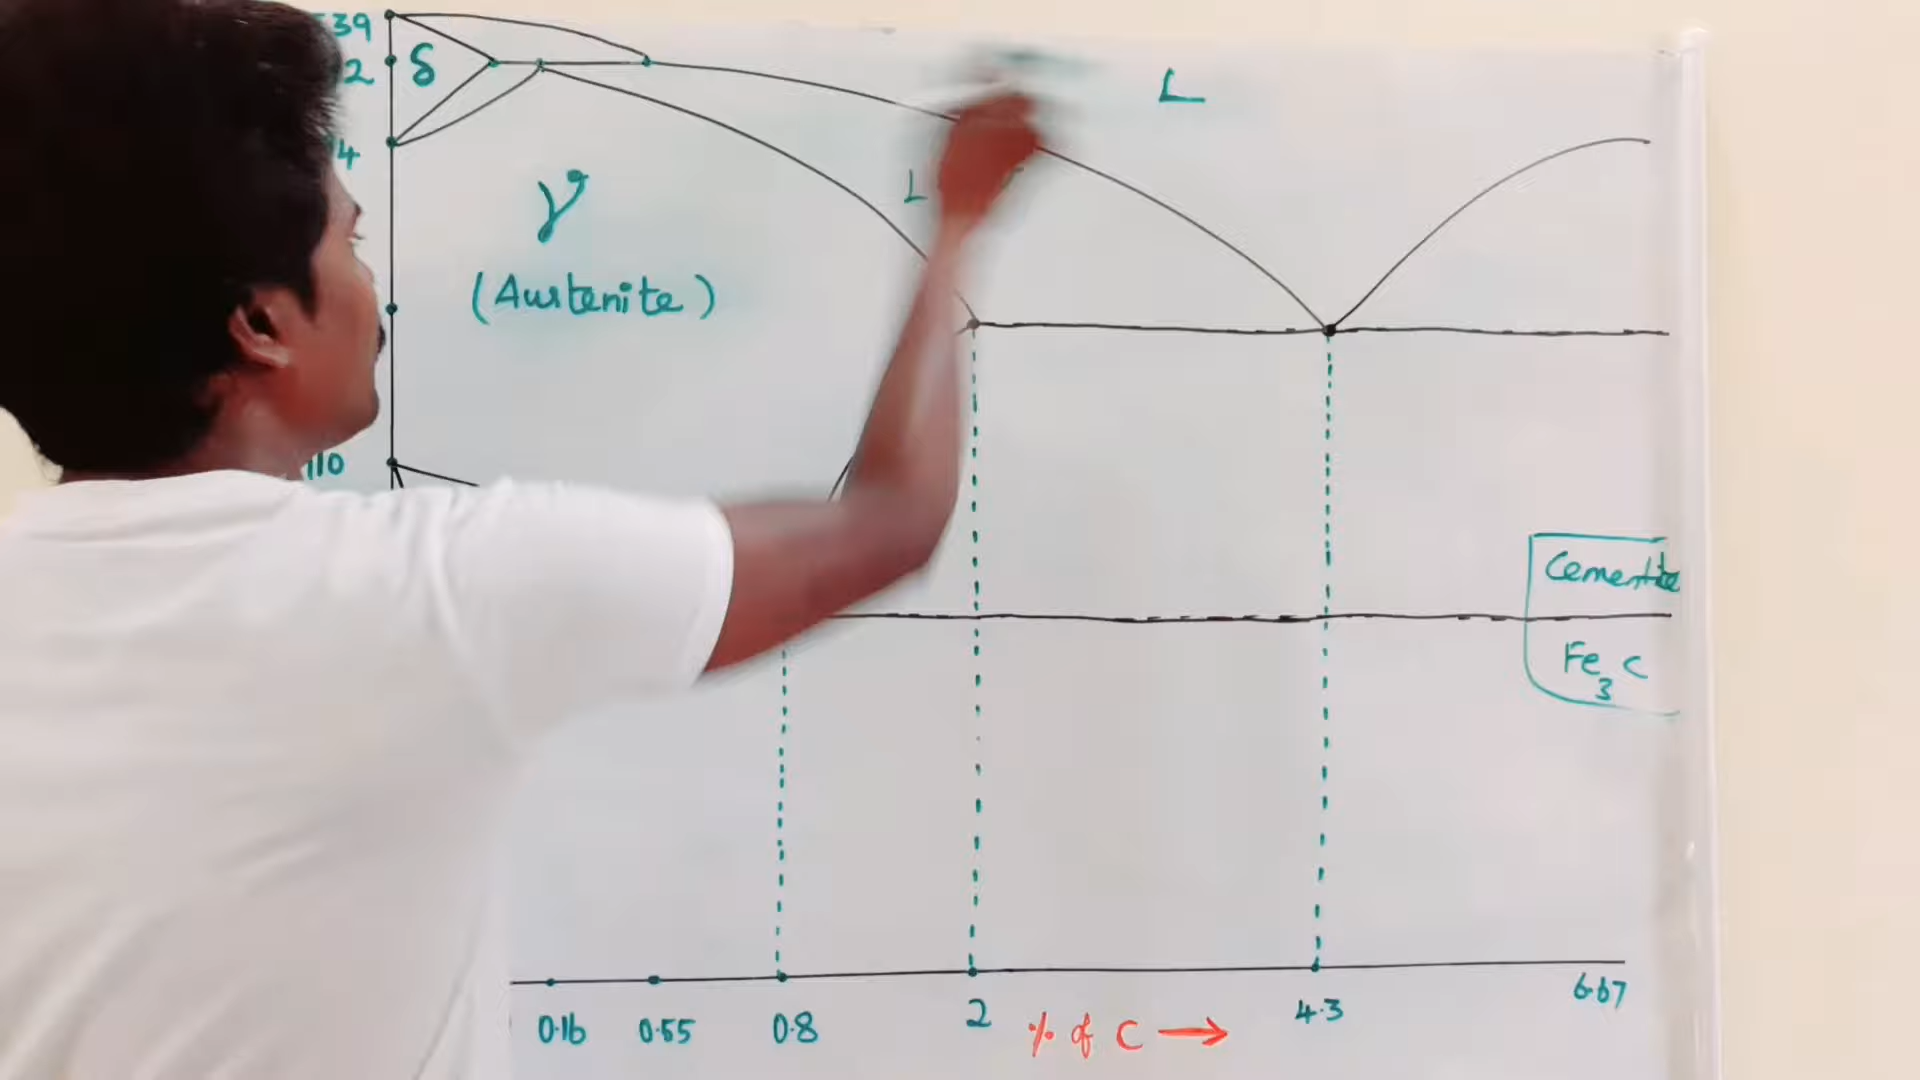 39
δ
2
L
4
L
γ
(Austenite)
110
Cementite
Fe3C
0.16 0.55 0.8 2 % of C → 4.3 6.67